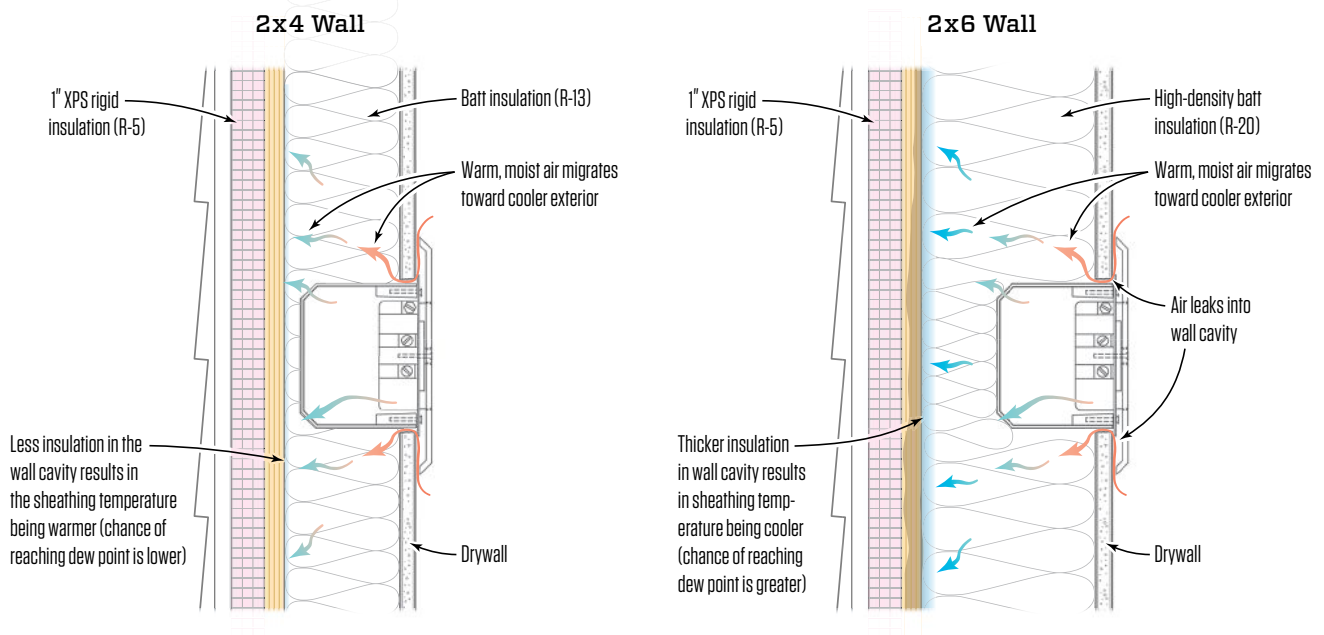 2x4 Wall
1" XPS rigid
insulation (R-5)
Batt insulation (R-13)
Warm, moist air migrates
toward cooler exterior
Less insulation in the
wall cavity results in
the sheathing temperature
being warmer (chance of
reaching dew point is lower)
Drywall
2x6 Wall
1" XPS rigid
insulation (R-5)
High-density batt
insulation (R-20)
Warm, moist air migrates
toward cooler exterior
Air leaks into
wall cavity
Thicker insulation
in wall cavity results
in sheathing temp-
erature being cooler
(chance of reaching
dew point is greater)
Drywall